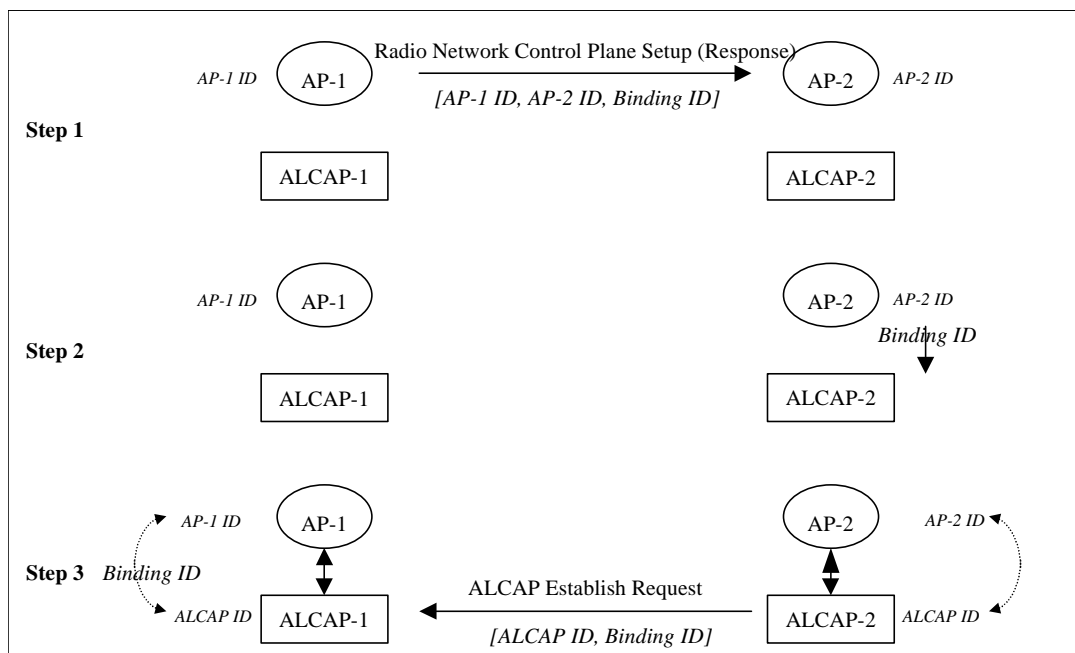 Radio Network Control Plane Setup (Response)
AP-1 ID
AP-1
AP-2
AP-2 ID
[AP-1 ID, AP-2 ID, Binding ID]
Step 1
ALCAP-1
ALCAP-2
AP-1 ID
AP-1
AP-2
AP-2 ID
Binding ID
Step 2
ALCAP-1
ALCAP-2
AP-1 ID
AP-1
AP-2
AP-2 ID
Step 3
Binding ID
ALCAP Establish Request
ALCAP ID
ALCAP-1
ALCAP-2
ALCAP ID
[ALCAP ID, Binding ID]